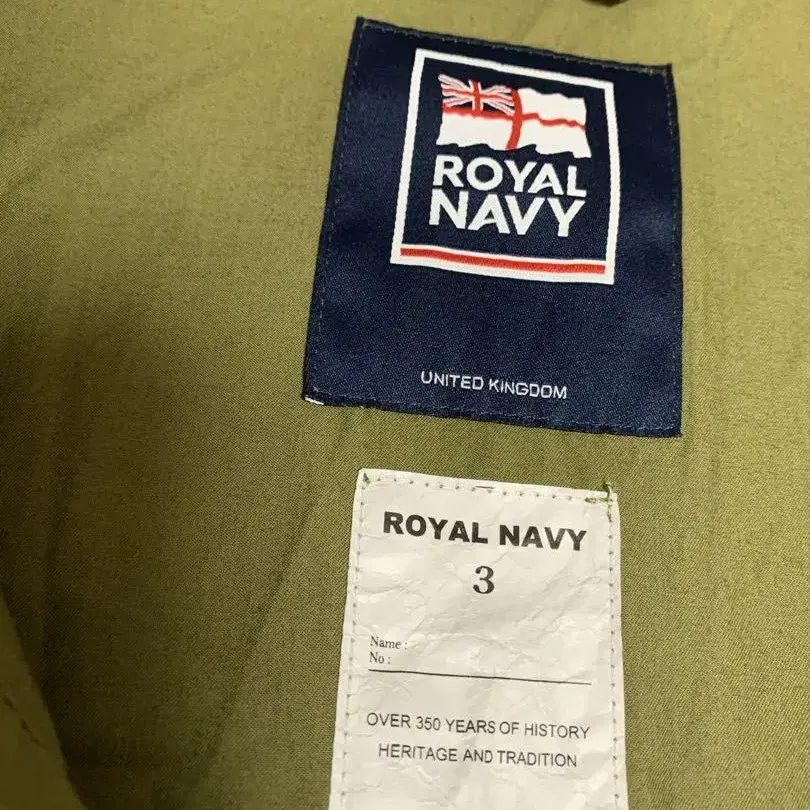 ROYAL
NAVY
UNITED KINGDOM
ROYAL NAVY
3
Name :
No :
OVER 350 YEARS OF HISTORY
HERITAGE AND TRADITION